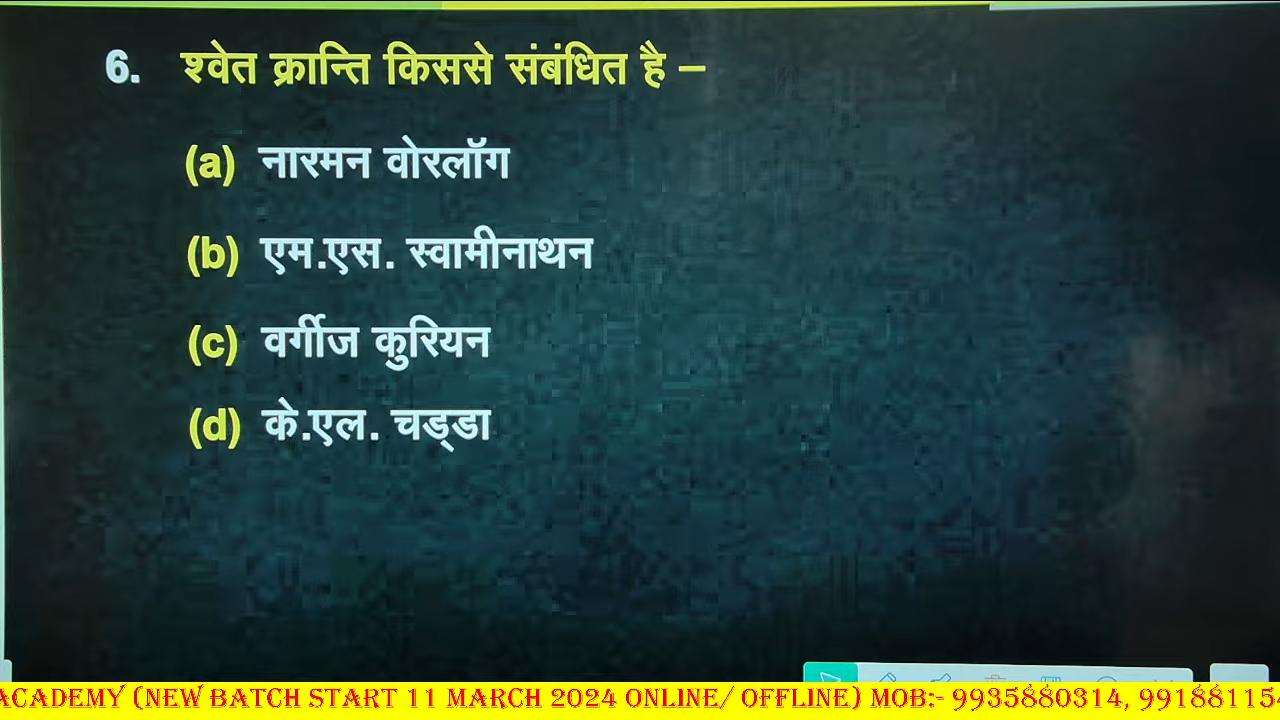 6. श्वेत क्रान्ति किससे संबंधित है –
(a) नारमन वोरलॉग
(b) एम.एस. स्वामीनाथन
(c) वर्गीज कुरियन
(d) के.एल. चड्डा
ACADEMY (NEW BATCH START 11 MARCH 2024 ONLINE/ OFFLINE) MOB:- 9935880314, 991881154